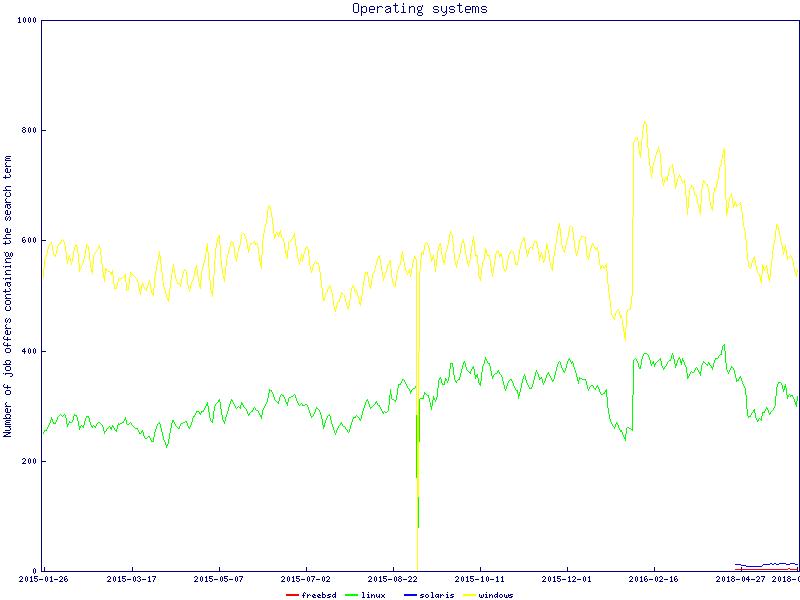 Operating systems
Number of job offers containing the search term
1000
800
600
400
200
0
2015-01-26 2015-03-17 2015-05-07 2015-07-02 2015-08-22 2015-10-11 2015-12-01 2016-02-16 2018-04-27 2018-0
freebsd linux solaris windows